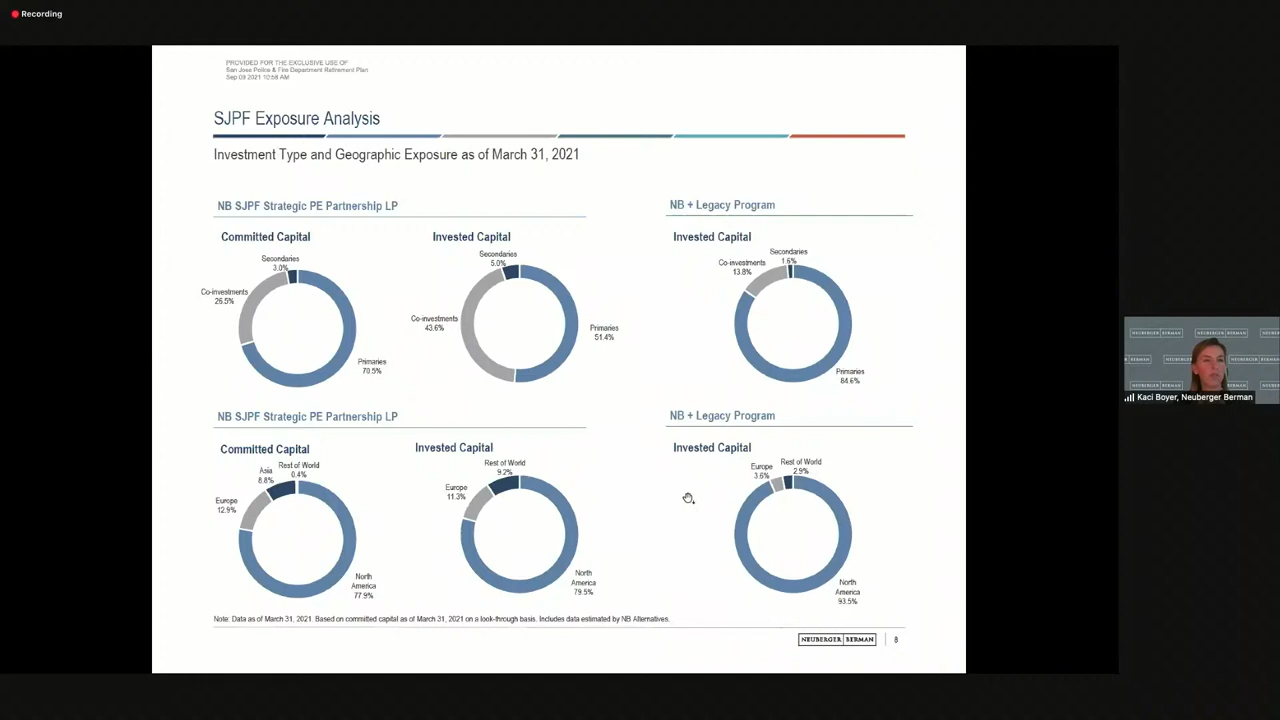 Recording
PROVIDED FOR THE EXCLUSIVE USE OF
San Jose Police & Fire Department Retirement Plan
Sep 09 2021 10:58 AM
SJPF Exposure Analysis
Investment Type and Geographic Exposure as of March 31, 2021
NB SJPF Strategic PE Partnership LP
NB + Legacy Program
Committed Capital
Secondaries
3.0%
Co-investments
26.5%
Primaries
70.5%
Invested Capital
Secondaries
5.0%
Co-investments
43.6%
Primaries
51.4%
Invested Capital
Secondaries
1.6%
Co-investments
13.8%
Primaries
84.6%
NB SJPF Strategic PE Partnership LP
NB + Legacy Program
Committed Capital
Rest of World
0.4%
Asia
8.8%
Europe
12.9%
North
America
77.9%
Invested Capital
Rest of World
9.2%
Europe
11.3%
North
America
79.5%
Invested Capital
Rest of World
2.9%
Europe
3.6%
North
America
93.5%
Note: Data as of March 31, 2021. Based on committed capital as of March 31, 2021 on a look-through basis. Includes data estimated by NB Alternatives.
NEUBERGER BERMAN
8
NEUBERGER BERMAN
Kaci Boyer, Neuberger Berman